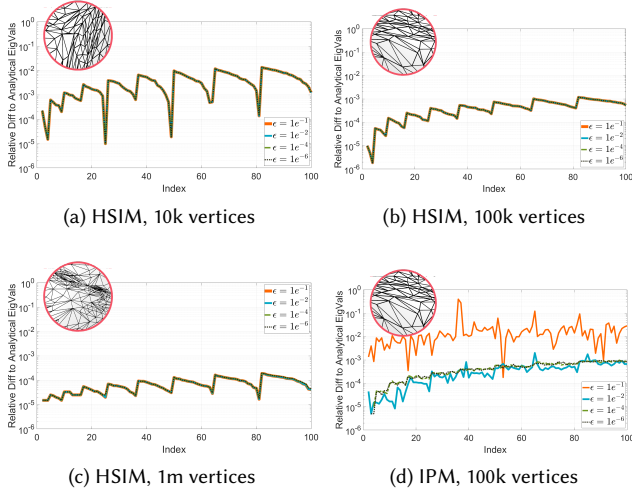 Relative Diff to Analytical EigVals
10^0
10^-1
10^-2
10^-3
10^-4
10^-5
10^-6
0 20 40 60 80 100
Index
ϵ = 1e^-1
ϵ = 1e^-2
ϵ = 1e^-4
ϵ = 1e^-6
(a) HSIM, 10k vertices
Relative Diff to Analytical EigVals
10^0
10^-1
10^-2
10^-3
10^-4
10^-5
10^-6
0 20 40 60 80 100
Index
ϵ = 1e^-1
ϵ = 1e^-2
ϵ = 1e^-4
ϵ = 1e^-6
(b) HSIM, 100k vertices
Relative Diff to Analytical EigVals
10^0
10^-1
10^-2
10^-3
10^-4
10^-5
10^-6
0 20 40 60 80 100
Index
ϵ = 1e^-1
ϵ = 1e^-2
ϵ = 1e^-4
ϵ = 1e^-6
(c) HSIM, 1m vertices
Relative Diff to Analytical EigVals
10^0
10^-1
10^-2
10^-3
10^-4
10^-5
10^-6
0 20 40 60 80 100
Index
ϵ = 1e^-1
ϵ = 1e^-2
ϵ = 1e^-4
ϵ = 1e^-6
(d) IPM, 100k vertices